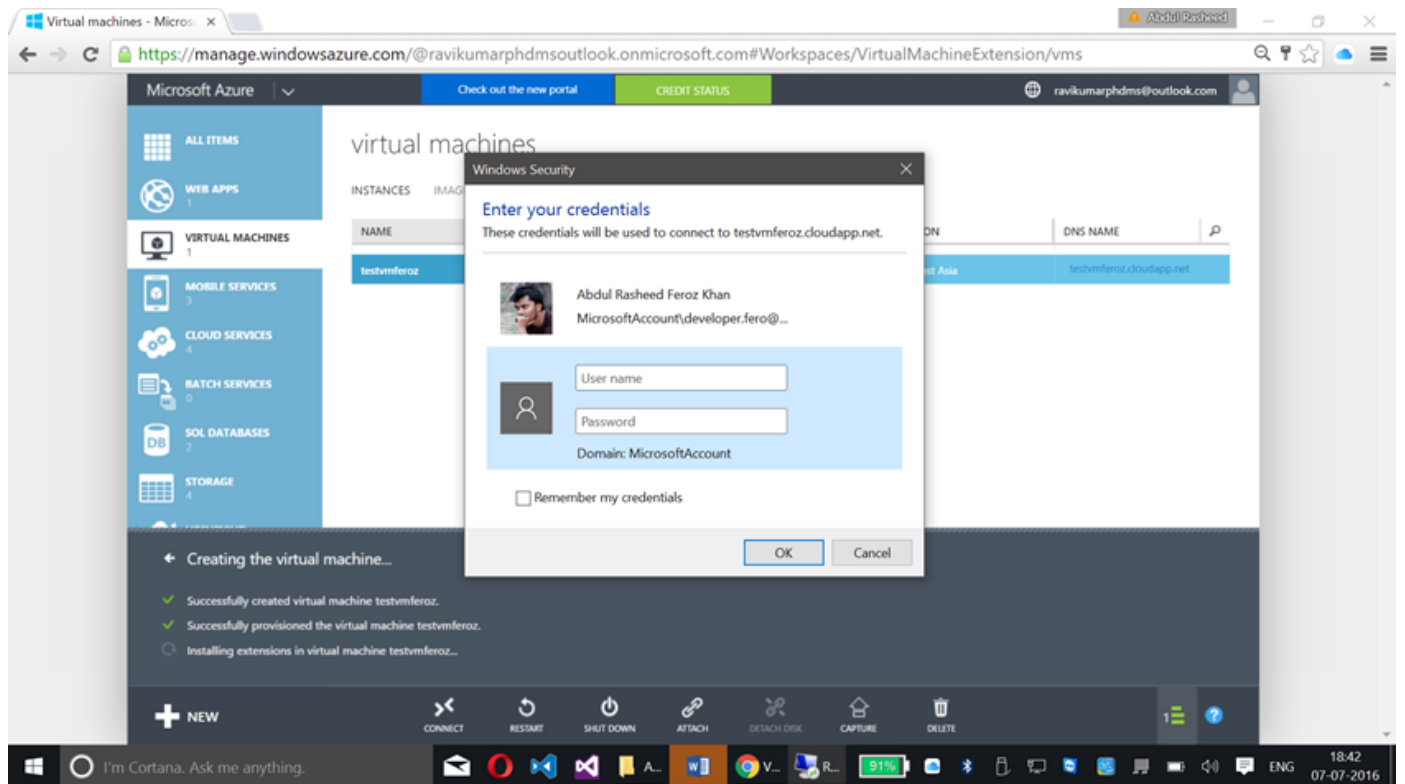 Virtual machines - Micros
Abdul Rasheed
https://manage.windowsazure.com/@ravikumarphdmsoutlook.onmicrosoft.com#Workspaces/VirtualMachineExtension/vms
Microsoft Azure
Check out the new portal
CREDIT STATUS
ravikumarphdms@outlook.com
ALL ITEMS
WEB APPS
1
VIRTUAL MACHINES
1
MOBILE SERVICES
3
CLOUD SERVICES
4
BATCH SERVICES
0
SQL DATABASES
2
DB
STORAGE
4
virtual machines
INSTANCES IMAG
NAME ON DNS NAME
testvmferoz st Asia testvmferoz.cloudapp.net
Windows Security
Enter your credentials
These credentials will be used to connect to testvmferoz.cloudapp.net.
Abdul Rasheed Feroz Khan
MicrosoftAccount\developer.fero@...
User name
Password
Domain: MicrosoftAccount
Remember my credentials
OK Cancel
Creating the virtual machine...
Successfully created virtual machine testvmferoz.
Successfully provisioned the virtual machine testvmferoz.
Installing extensions in virtual machine testvmferoz...
NEW
CONNECT RESTART SHUT DOWN ATTACH DETACH DISK CAPTURE DELETE
1 ?
I'm Cortana. Ask me anything.
A... V... R... 91% ENG
18:42
07-07-2016